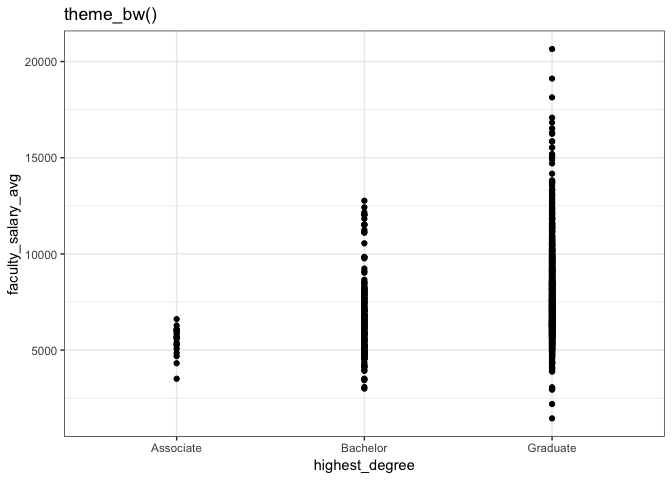 theme_bw()
20000
15000
10000
5000
faculty_salary_avg
Associate Bachelor Graduate
highest_degree